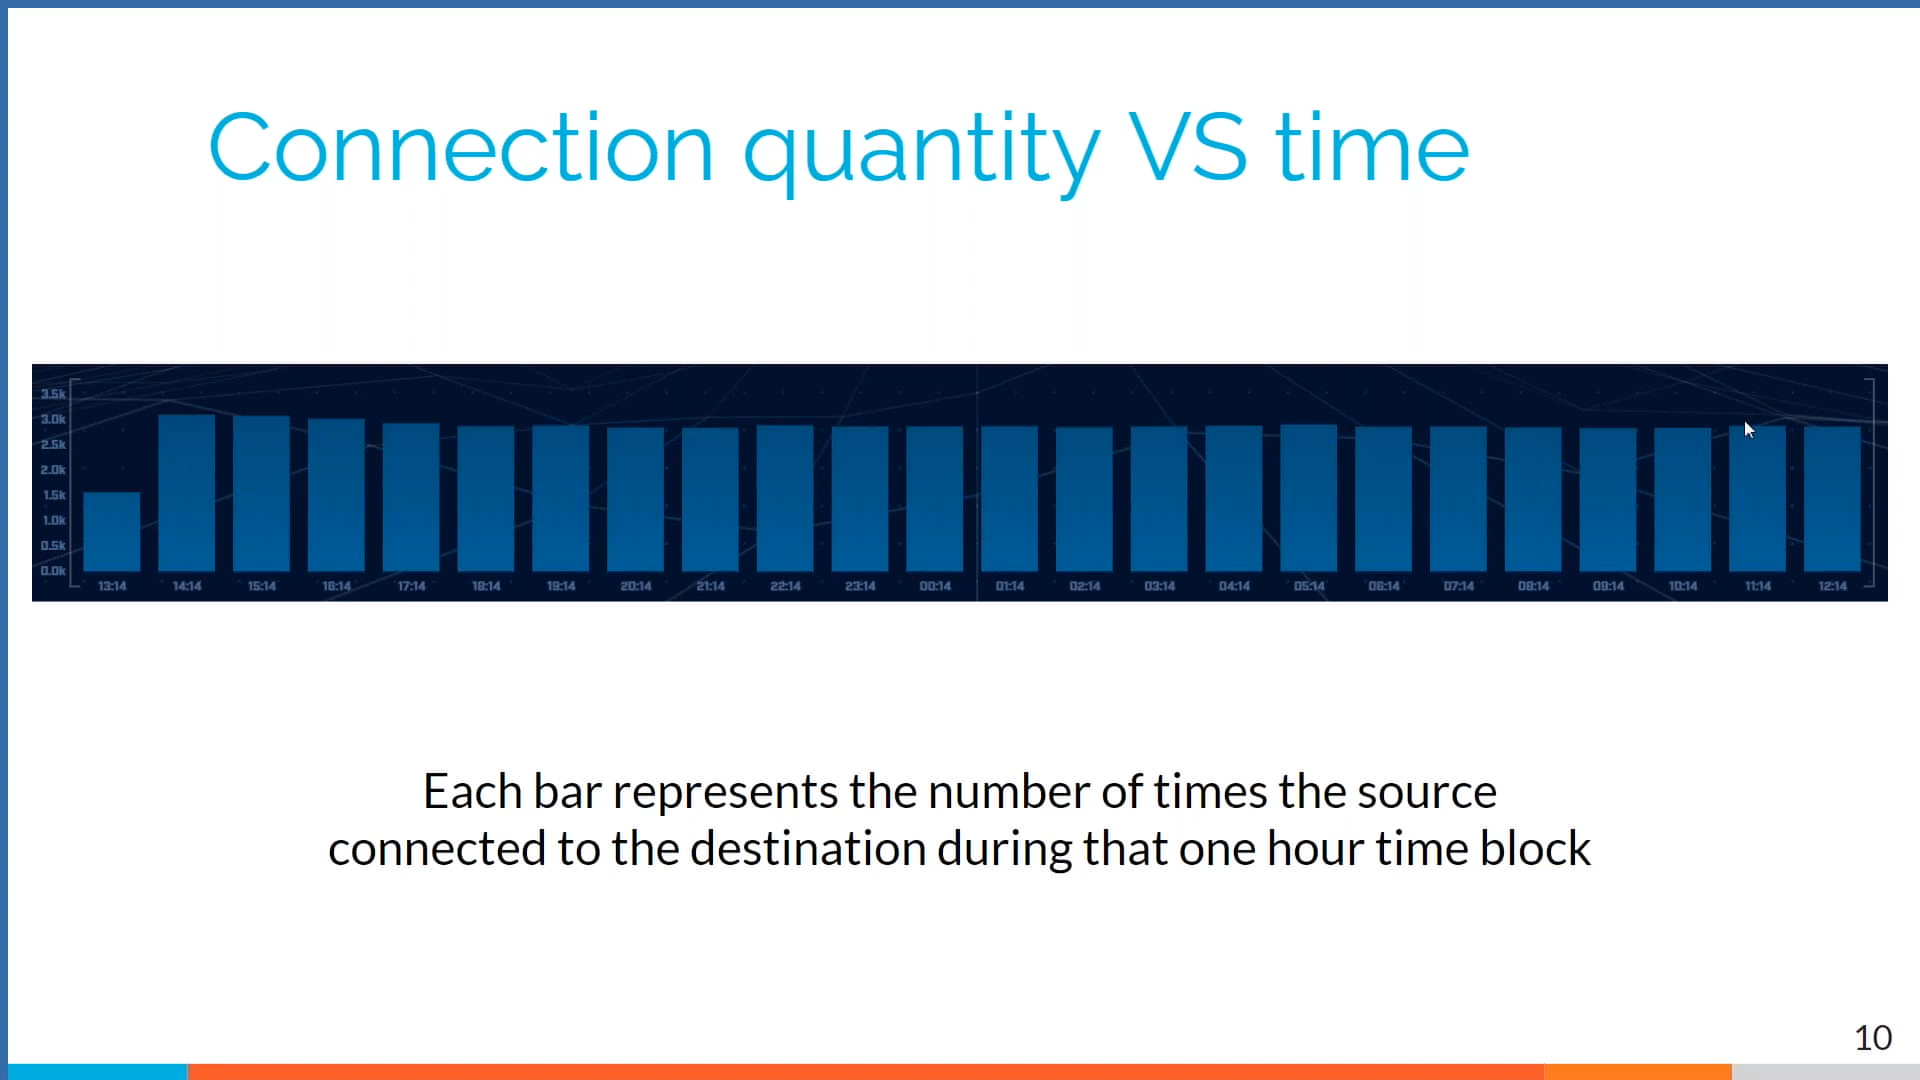 Connection quantity VS time
3.5k
3.0k
2.5k
2.0k
1.5k
1.0k
0.5k
0.0k
13:14 14:14 15:14 16:14 17:14 18:14 19:14 20:14 21:14 22:14 23:14 00:14 01:14 02:14 03:14 04:14 05:14 06:14 07:14 08:14 09:14 10:14 11:14 12:14
Each bar represents the number of times the source
connected to the destination during that one hour time block
10